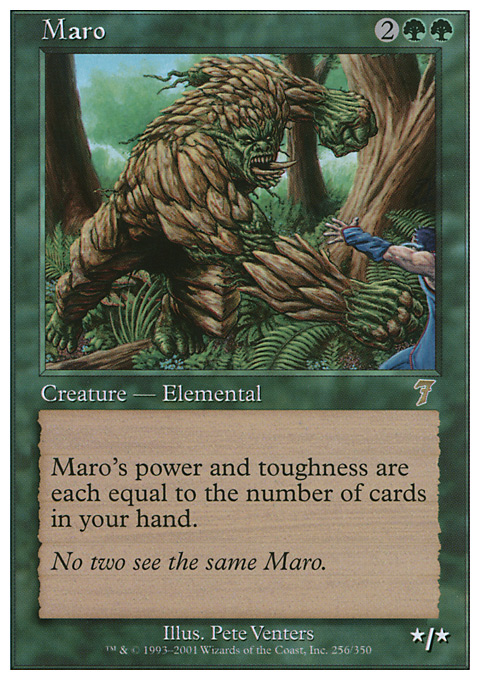 Maro 2
Creature — Elemental
Maro's power and toughness are
each equal to the number of cards
in your hand.
No two see the same Maro.
Illus. Pete Venters
★/★
™ & © 1993–2001 Wizards of the Coast, Inc. 256/350